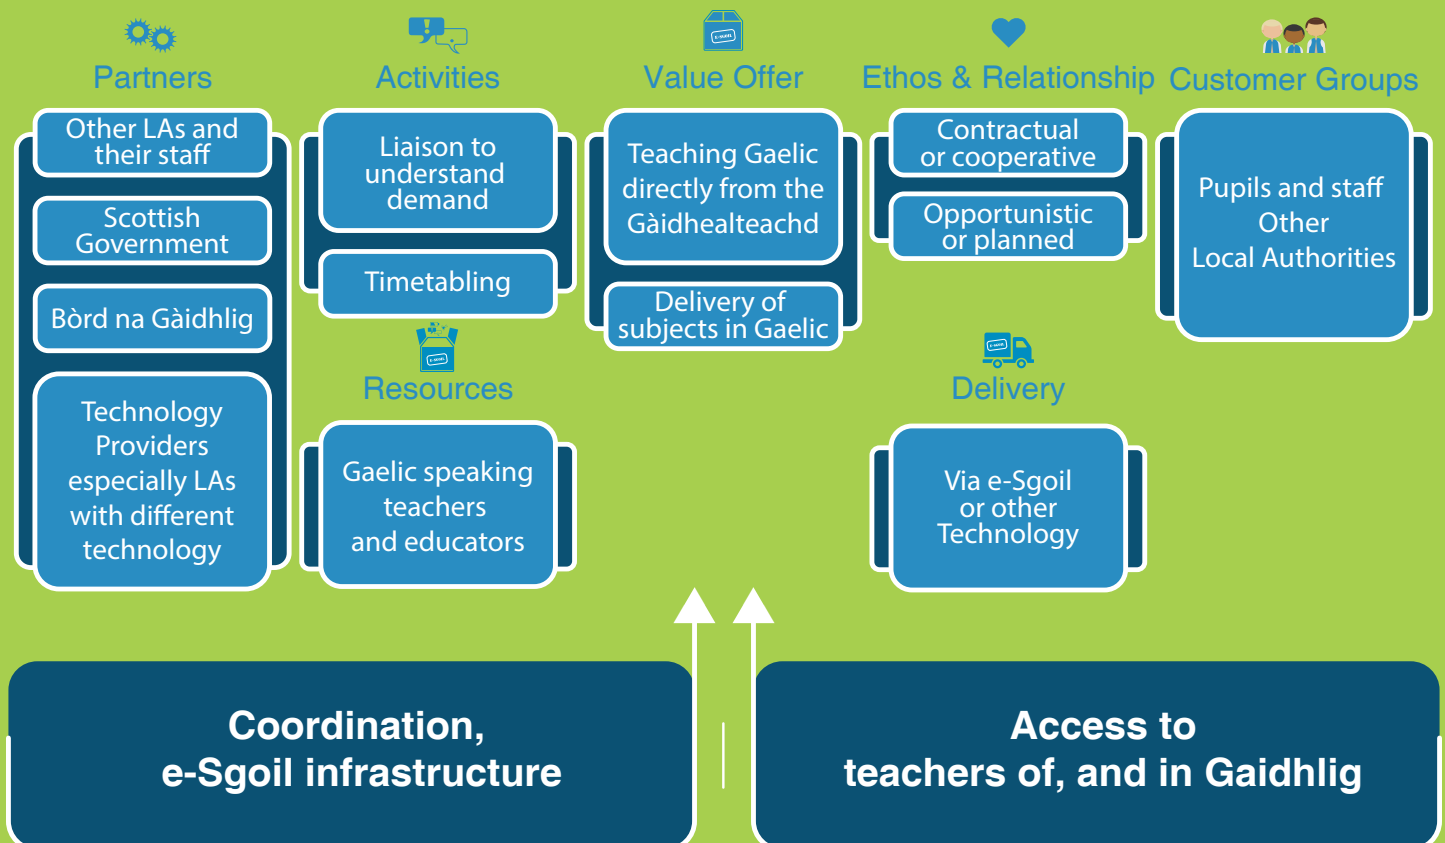 Partners
Other LAs and
their staff
Scottish
Government
Bòrd na Gàidhlig
Technology
Providers
especially LAs
with different
technology
Activities
Liaison to
understand
demand
Timetabling
Resources
E-SGOIL
Gaelic speaking
teachers
and educators
E-SGOIL
Value Offer
Teaching Gaelic
directly from the
Gàidhealteachd
Delivery of
subjects in Gaelic
Ethos & Relationship
Contractual
or cooperative
Opportunistic
or planned
E-SGOIL
Delivery
Via e-Sgoil
or other
Technology
Customer Groups
Pupils and staff
Other
Local Authorities
Coordination,
e-Sgoil infrastructure
Access to
teachers of, and in Gaidhlig